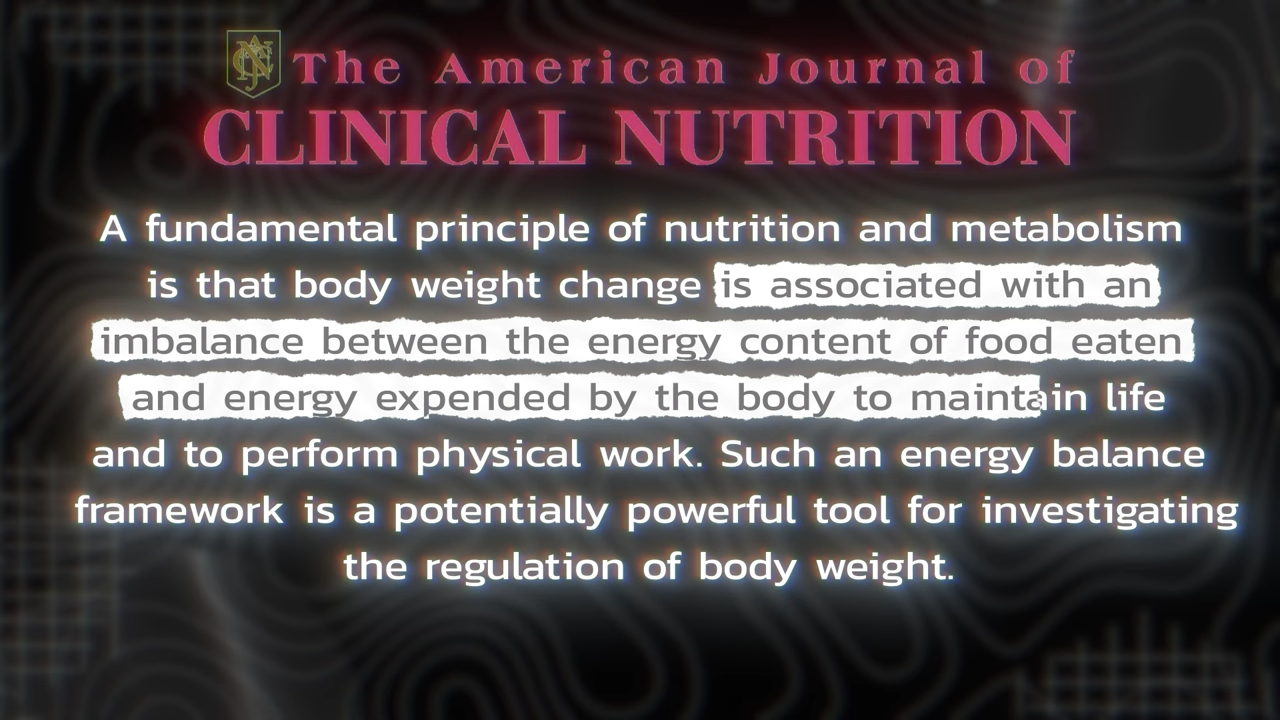 The American Journal of
CLINICAL NUTRITION
A fundamental principle of nutrition and metabolism
is that body weight change is associated with an
imbalance between the energy content of food eaten
and energy expended by the body to maintain life
and to perform physical work. Such an energy balance
framework is a potentially powerful tool for investigating
the regulation of body weight.